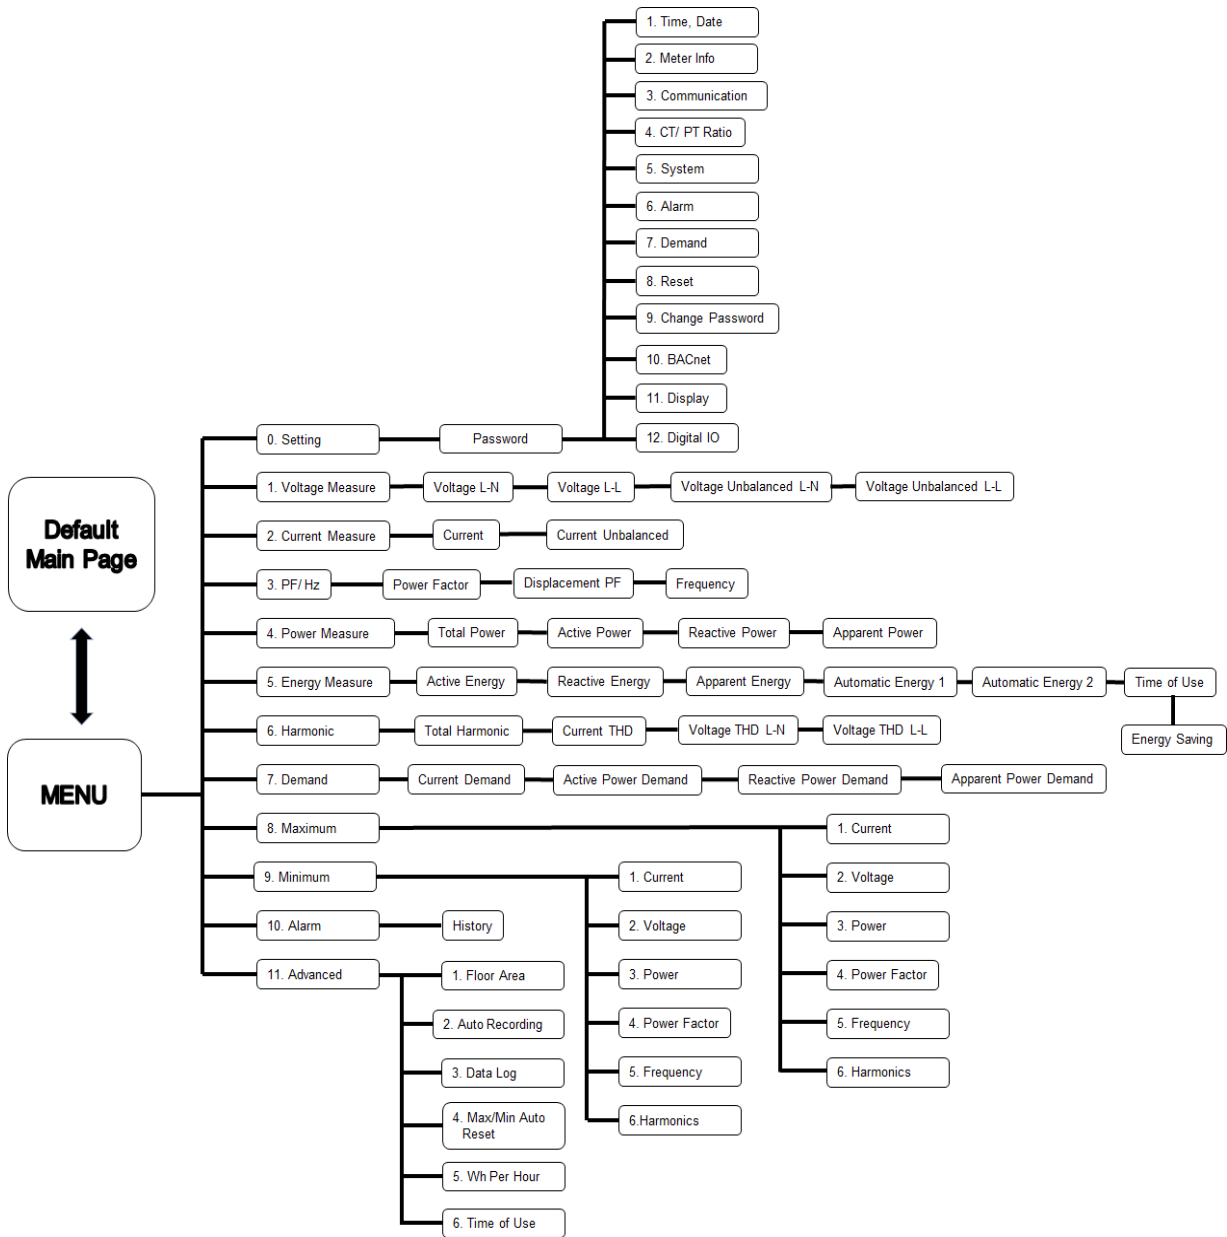 1. Time, Date
2. Meter Info
3. Communication
4. CT/ PT Ratio
5. System
6. Alarm
7. Demand
8. Reset
9. Change Password
10. BACnet
11. Display
12. Digital IO
0. Setting
Password
Default
Main Page
MENU
1. Voltage Measure
Voltage L-N
Voltage L-L
Voltage Unbalanced L-N
Voltage Unbalanced L-L
2. Current Measure
Current
Current Unbalanced
3. PF/ Hz
Power Factor
Displacement PF
Frequency
4. Power Measure
Total Power
Active Power
Reactive Power
Apparent Power
5. Energy Measure
Active Energy
Reactive Energy
Apparent Energy
Automatic Energy 1
Automatic Energy 2
Time of Use
Energy Saving
6. Harmonic
Total Harmonic
Current THD
Voltage THD L-N
Voltage THD L-L
7. Demand
Current Demand
Active Power Demand
Reactive Power Demand
Apparent Power Demand
8. Maximum
1. Current
2. Voltage
3. Power
4. Power Factor
5. Frequency
6. Harmonics
9. Minimum
1. Current
2. Voltage
3. Power
4. Power Factor
5. Frequency
6.Harmonics
10. Alarm
History
11. Advanced
1. Floor Area
2. Auto Recording
3. Data Log
4. Max/Min Auto
Reset
5. Wh Per Hour
6. Time of Use